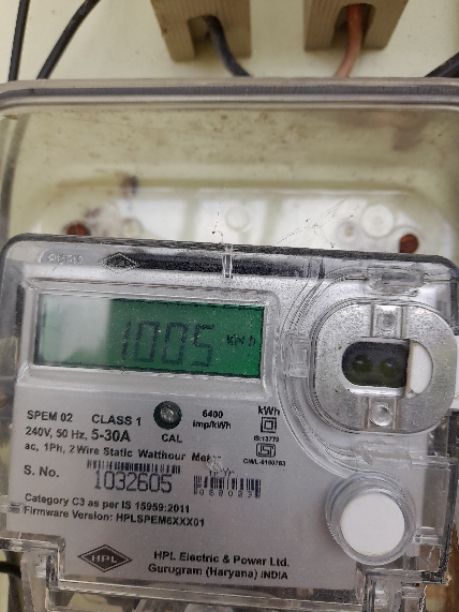 1005 kWh
SPEM 02 CLASS 1 6400 kWh
240V, 50 Hz, 5-30A CAL imp/kWh
IS:13779
ac, 1Ph, 2 Wire Static Watthour Meter
S. No. 1032605
Category C3 as per IS 15959:2011
Firmware Version: HPLSPEM6XXX01
HPL HPL Electric & Power Ltd.
Gurugram (Haryana) INDIA